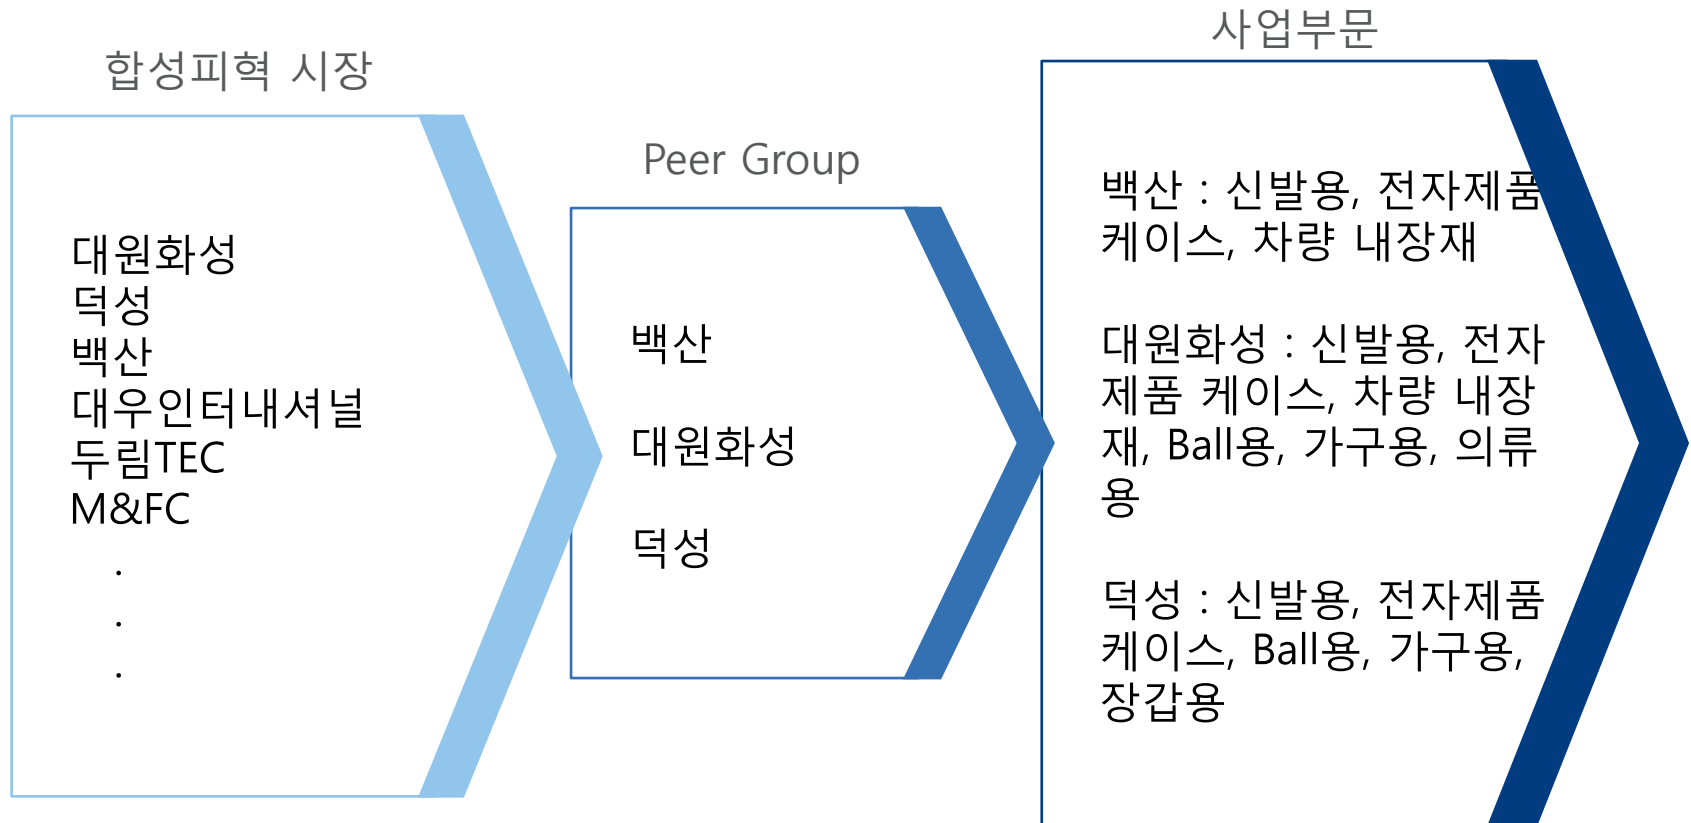 합성피혁 시장
대원화성
덕성
백산
대우인터내셔널
두림TEC
M&FC
.
.
.
Peer Group
백산
대원화성
덕성
사업부문
백산 : 신발용, 전자제품
케이스, 차량 내장재
대원화성 : 신발용, 전자
제품 케이스, 차량 내장
재, Ball용, 가구용, 의류
용
덕성 : 신발용, 전자제품
케이스, Ball용, 가구용,
장갑용